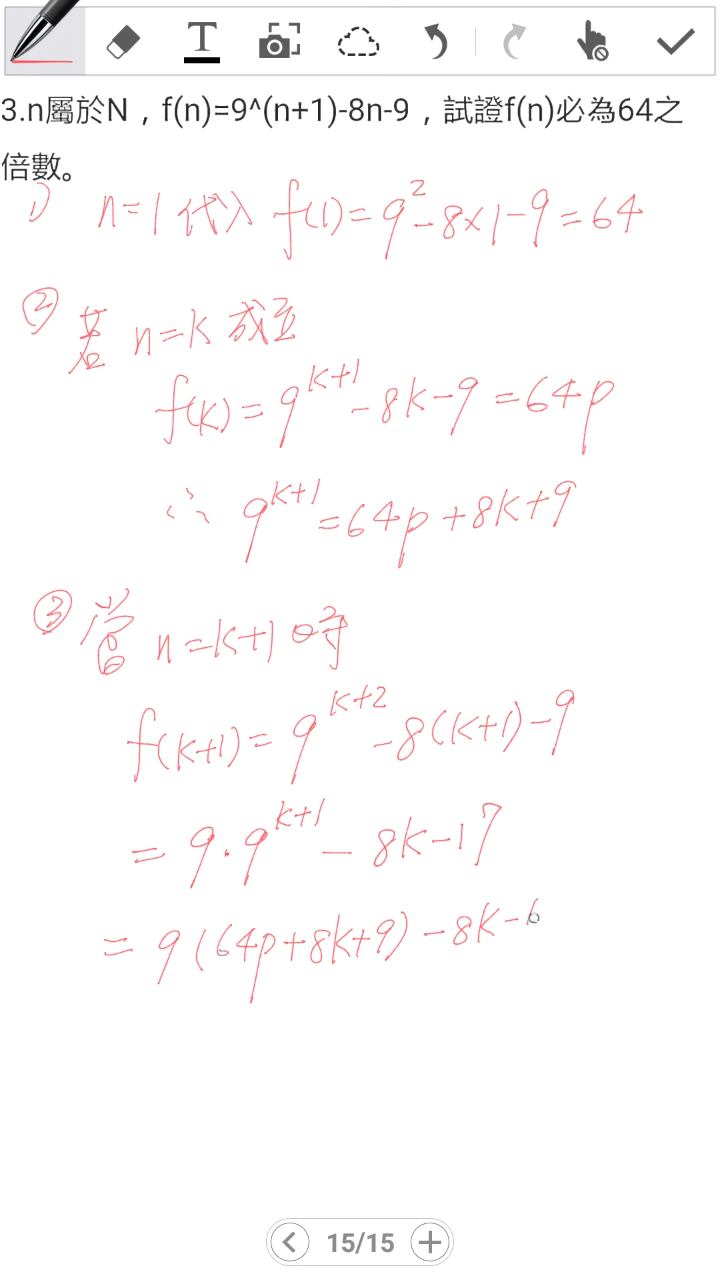 T
3.n屬於N，f(n)=9^(n+1)-8n-9，試證f(n)必為64之
倍數。
1) n=1 代入 f(1)=9²-8×1-9=64
② 若 n=k 成立
f(k)=9^{k+1}-8k-9=64p
∴ 9^{k+1}=64p+8k+9
③ 當 n=k+1 時
f(k+1)=9^{k+2}-8(k+1)-9
=9·9^{k+1}-8k-17
=9(64p+8k+9)-8k-6
15/15